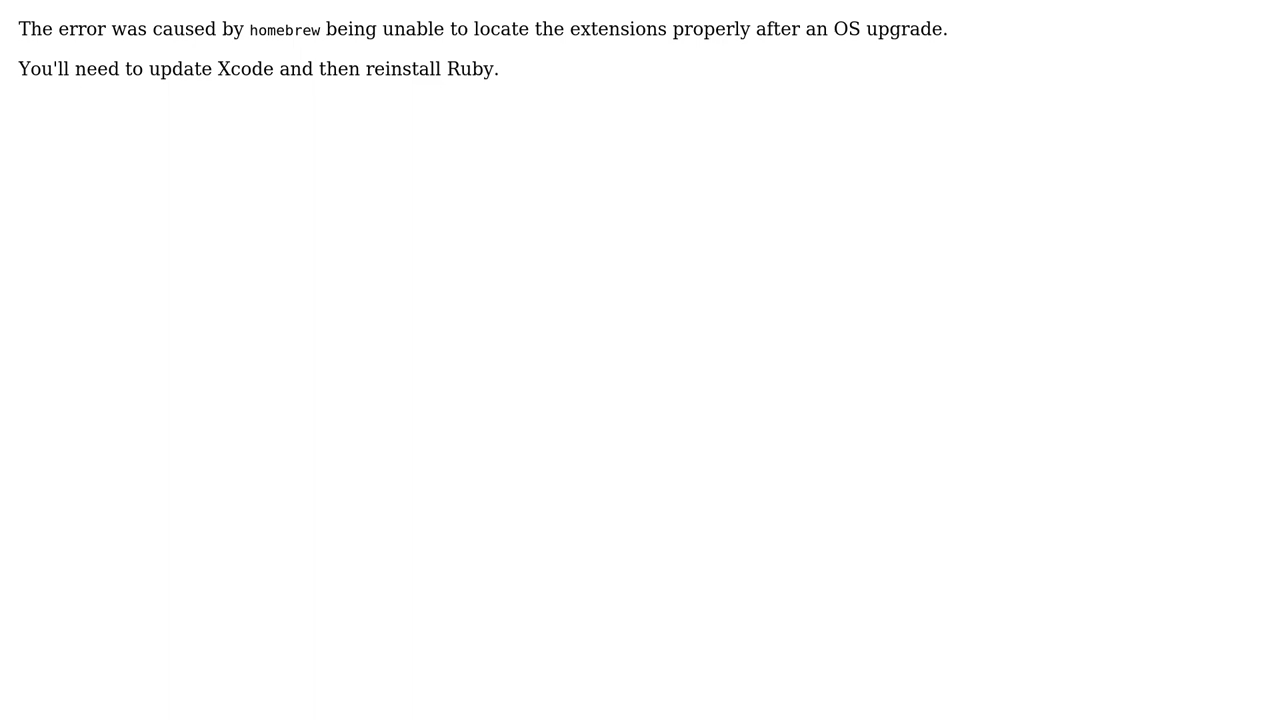 The error was caused by homebrew being unable to locate the extensions properly after an OS upgrade.
You'll need to update Xcode and then reinstall Ruby.